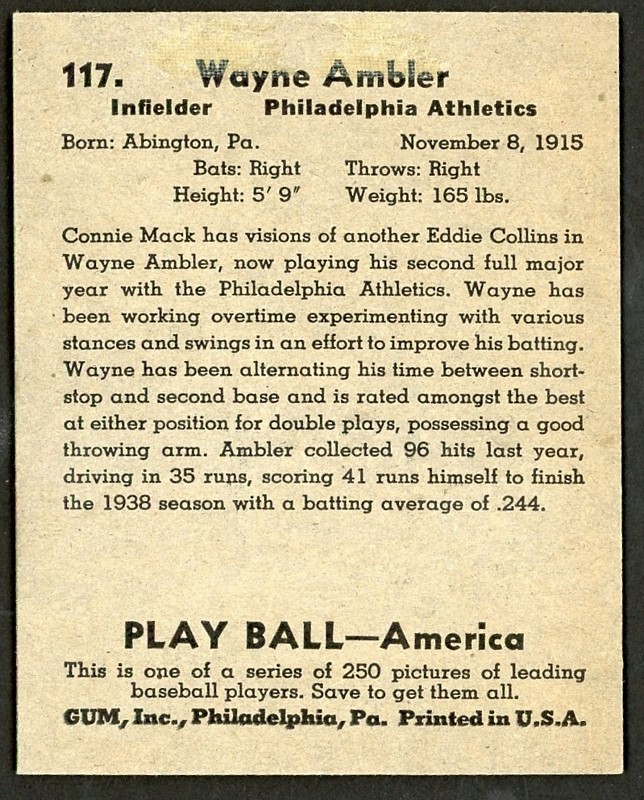 117. Wayne Ambler
Infielder Philadelphia Athletics
Born: Abington, Pa. November 8, 1915
Bats: Right Throws: Right
Height: 5' 9" Weight: 165 lbs.
Connie Mack has visions of another Eddie Collins in
Wayne Ambler, now playing his second full major
year with the Philadelphia Athletics. Wayne has
been working overtime experimenting with various
stances and swings in an effort to improve his batting.
Wayne has been alternating his time between short-
stop and second base and is rated amongst the best
at either position for double plays, possessing a good
throwing arm. Ambler collected 96 hits last year,
driving in 35 runs, scoring 41 runs himself to finish
the 1938 season with a batting average of .244.
PLAY BALL—America
This is one of a series of 250 pictures of leading
baseball players. Save to get them all.
GUM, Inc., Philadelphia, Pa. Printed in U.S.A.